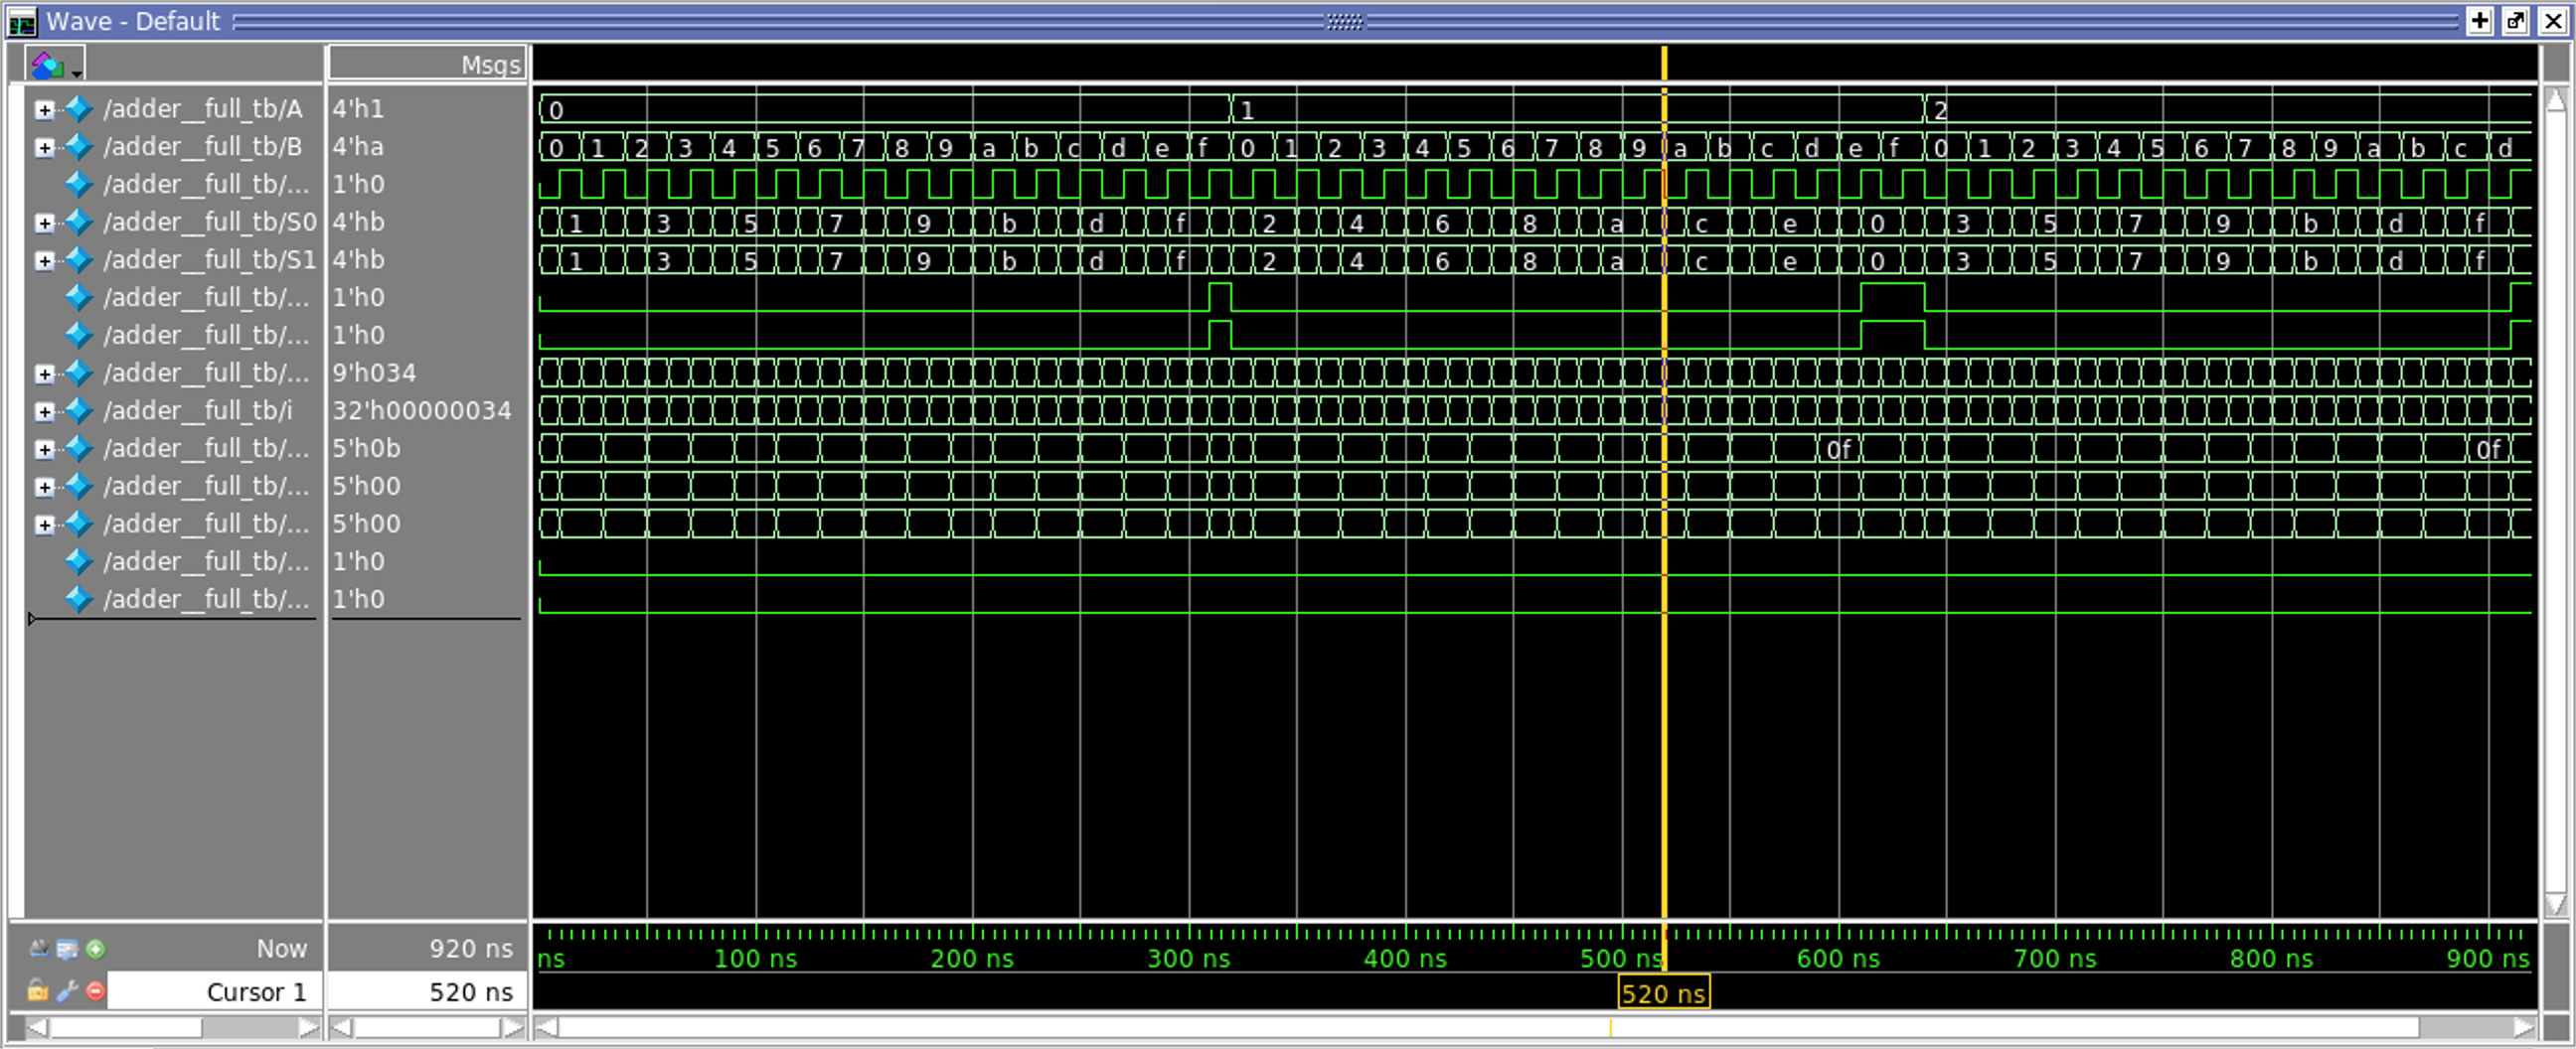 Wave - Default
Msgs
/adder__full_tb/A 4'h1 0 1 2
/adder__full_tb/B 4'ha 0 1 2 3 4 5 6 7 8 9 a b c d e f 0 1 2 3 4 5 6 7 8 9 a b c d e f 0 1 2 3 4 5 6 7 8 9 a b c d
/adder__full_tb/... 1'h0
/adder__full_tb/S0 4'hb 1 3 5 7 9 b d f 2 4 6 8 a c e 0 3 5 7 9 b d f
/adder__full_tb/S1 4'hb 1 3 5 7 9 b d f 2 4 6 8 a c e 0 3 5 7 9 b d f
/adder__full_tb/... 1'h0
/adder__full_tb/... 1'h0
/adder__full_tb/... 9'h034
/adder__full_tb/i 32'h00000034
/adder__full_tb/... 5'h0b 0f 0f
/adder__full_tb/... 5'h00
/adder__full_tb/... 5'h00
/adder__full_tb/... 1'h0
/adder__full_tb/... 1'h0
Now 920 ns ns 100 ns 200 ns 300 ns 400 ns 500 ns 600 ns 700 ns 800 ns 900 ns
Cursor 1 520 ns 520 ns